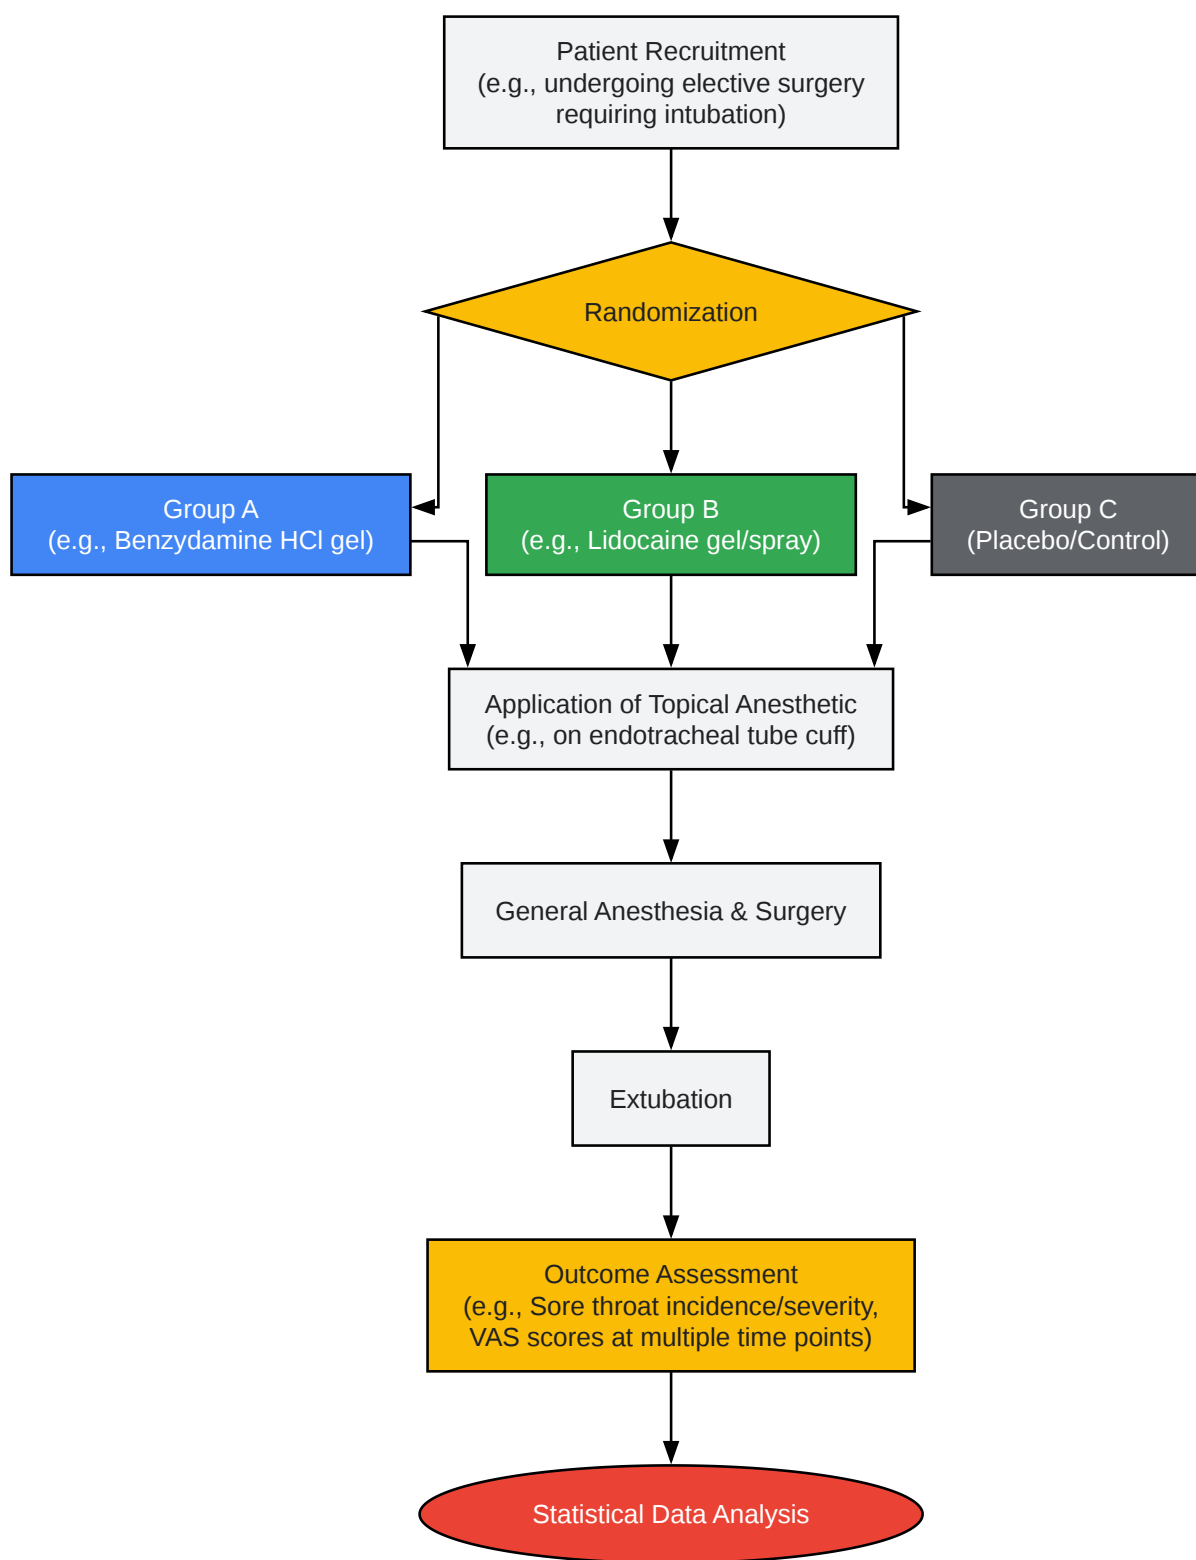 Patient Recruitment
(e.g., undergoing elective surgery
requiring intubation)
Randomization
Group A
(e.g., Benzydamine HCl gel)
Group B
(e.g., Lidocaine gel/spray)
Group C
(Placebo/Control)
Application of Topical Anesthetic
(e.g., on endotracheal tube cuff)
General Anesthesia & Surgery
Extubation
Outcome Assessment
(e.g., Sore throat incidence/severity,
VAS scores at multiple time points)
Statistical Data Analysis